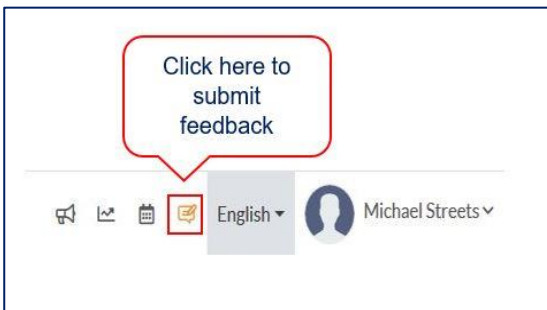 Click here to
submit
feedback
English
Michael Streets